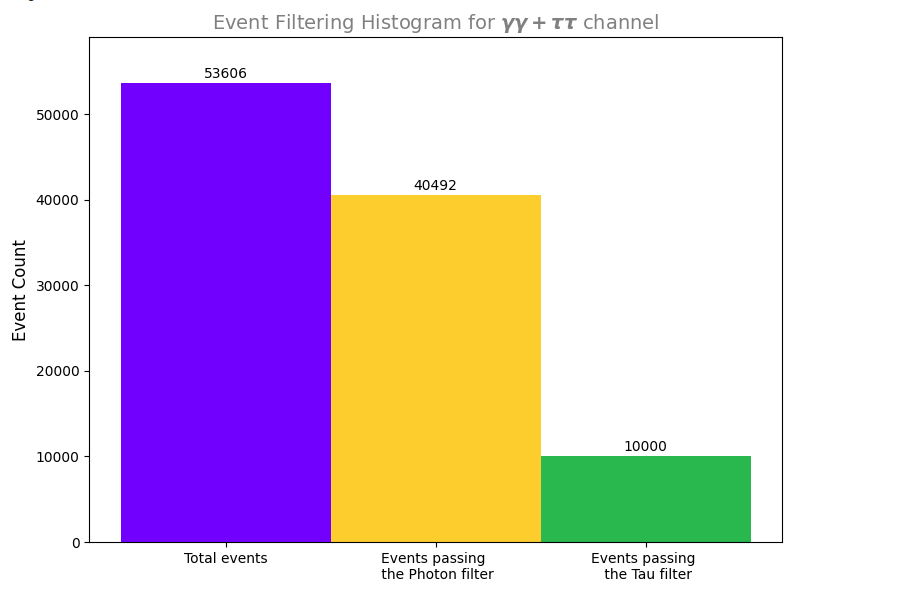 Event Filtering Histogram for γγ + ττ channel
53606
40492
10000
Event Count
50000
40000
30000
20000
10000
0
Total events
Events passing
the Photon filter
Events passing
the Tau filter